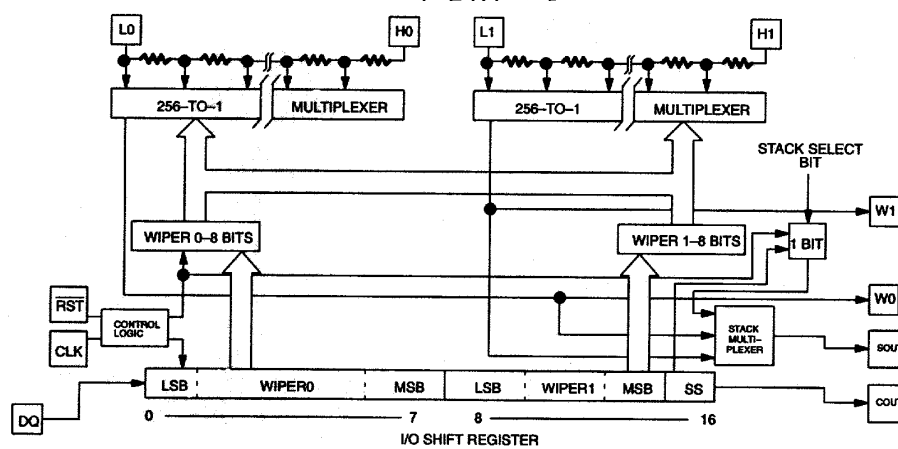 L0
H0
L1
H1
256-TO-1 MULTIPLEXER
256-TO-1 MULTIPLEXER
STACK SELECT
BIT
W1
WIPER 0-8 BITS
WIPER 1-8 BITS
1 BIT
RST
CONTROL
LOGIC
CLK
W0
STACK
MULTI-
PLEXER
SOUT
LSB WIPER0 MSB LSB WIPER1 MSB SS
COUT
DQ
0 7 8 16
I/O SHIFT REGISTER